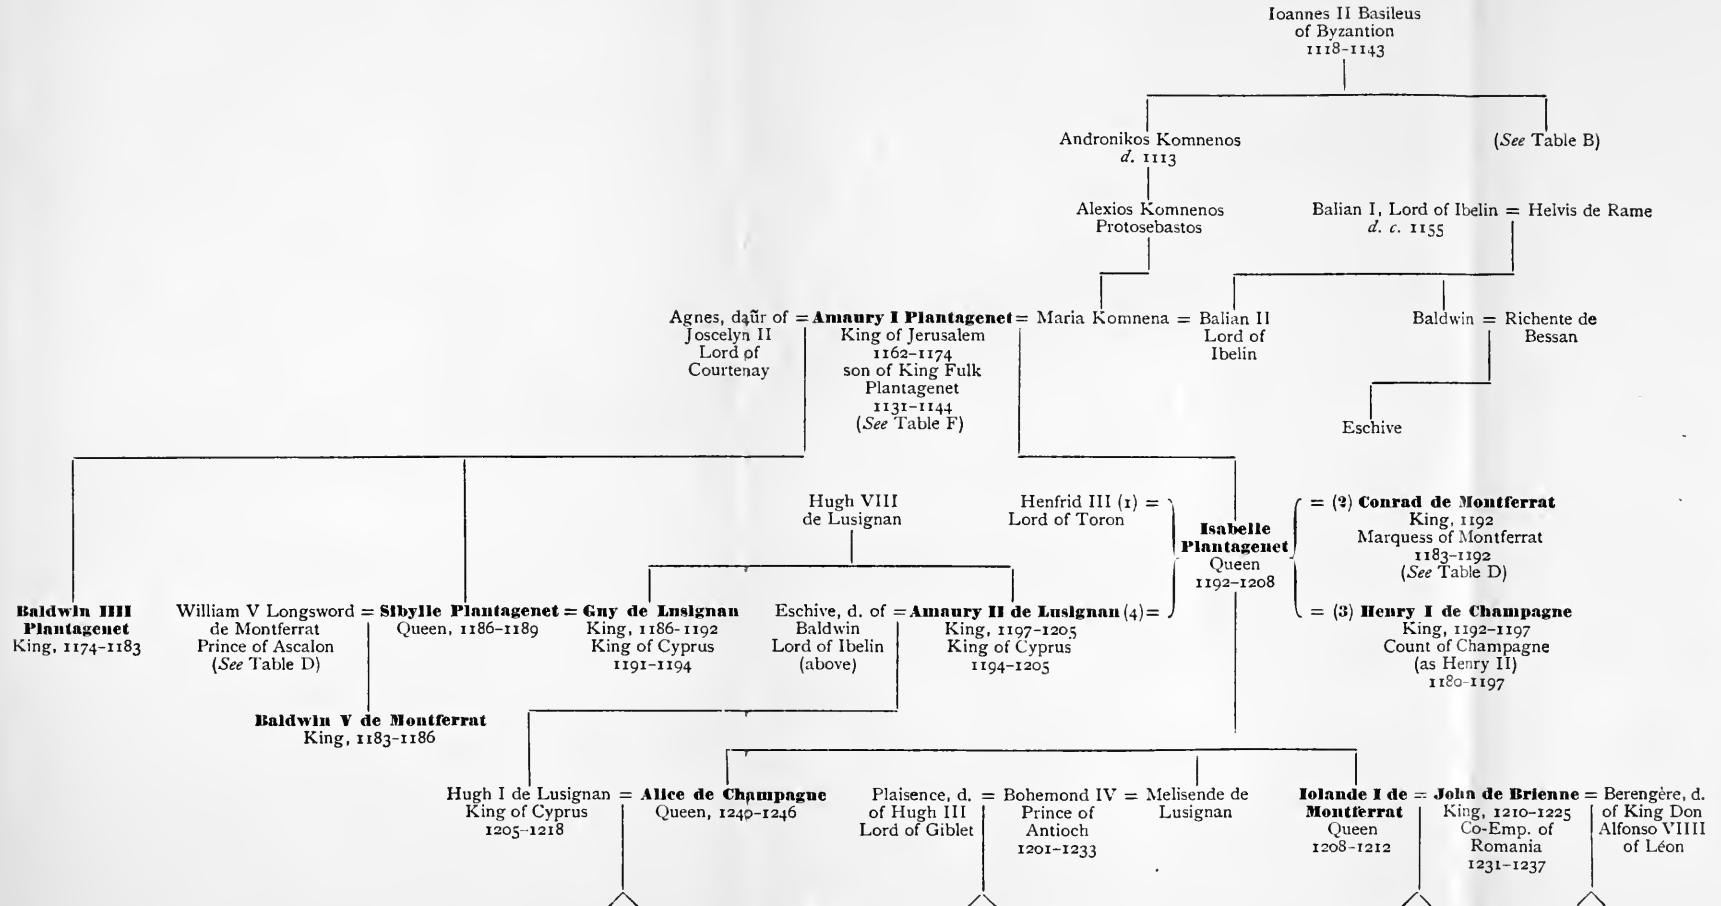 Ioannes II Basileus
of Byzantion
1118-1143
Andronikos Komnenos
d. 1113
(See Table B)
Alexios Komnenos
Protosebastos
Balian I, Lord of Ibelin = Helvis de Rame
d. c. 1155
Agnes, daũr of = Amaury I Plantagenet = Maria Komnena = Balian II
Joscelyn II
Lord of
Courtenay
King of Jerusalem
1162-1174
son of King Fulk
Plantagenet
1131-1144
(See Table F)
Lord of
Ibelin
Baldwin = Richente de
Bessan
Eschive
Hugh VIII
de Lusignan
Henfrid III (1) =
Lord of Toron
Isabelle
Plantagenet
Queen
1192-1208
= (2) Conrad de Montferrat
King, 1192
Marquess of Montferrat
1183-1192
(See Table D)
Baldwin IIII
Plantagenet
King, 1174-1183
William V Longsword = Sibylle Plantagenet = Guy de Lusignan
de Montferrat
Prince of Ascalon
(See Table D)
Queen, 1186-1189
King, 1186-1192
King of Cyprus
1191-1194
Eschive, d. of = Amaury II de Lusignan (4) =
Baldwin
Lord of Ibelin
(above)
King, 1197-1205
King of Cyprus
1194-1205
= (3) Henry I de Champagne
King, 1192-1197
Count of Champagne
(as Henry II)
1180-1197
Baldwin V de Montferrat
King, 1183-1186
Hugh I de Lusignan = Alice de Champagne
King of Cyprus
1205-1218
Queen, 1240-1246
Plaisence, d. = Bohemond IV = Melisende de
of Hugh III
Lord of Giblet
Prince of
Antioch
1201-1233
Lusignan
Iolande I de = John de Brienne = Berengère, d.
Montferrat
Queen
1208-1212
King, 1210-1225
Co-Emp. of
Romania
1231-1237
of King Don
Alfonso VIIII
of Léon